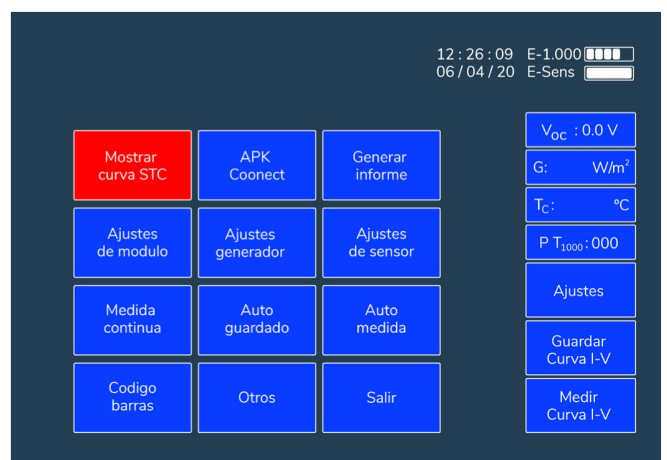 12 : 26 : 09 E-1.000
06 / 04 / 20 E-Sens
Mostrar
curva STC
APK
Coonect
Generar
informe
Ajustes
de modulo
Ajustes
generador
Ajustes
de sensor
Medida
continua
Auto
guardado
Auto
medida
Codigo
barras
Otros
Salir
VOC : 0.0 V
G: W/m²
TC : ºC
P T1000 : 000
Ajustes
Guardar
Curva I-V
Medir
Curva I-V